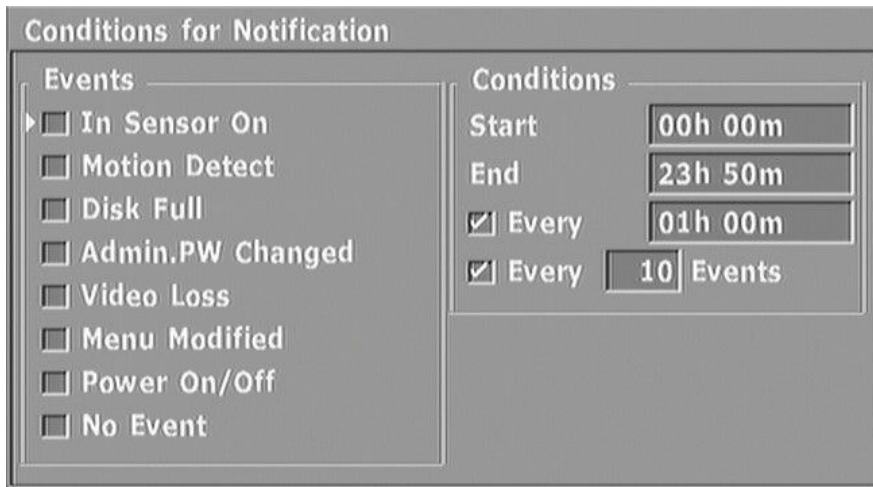 Conditions for Notification
Events
In Sensor On
Motion Detect
Disk Full
Admin.PW Changed
Video Loss
Menu Modified
Power On/Off
No Event
Conditions
Start 00h 00m
End 23h 50m
Every 01h 00m
Every 10 Events